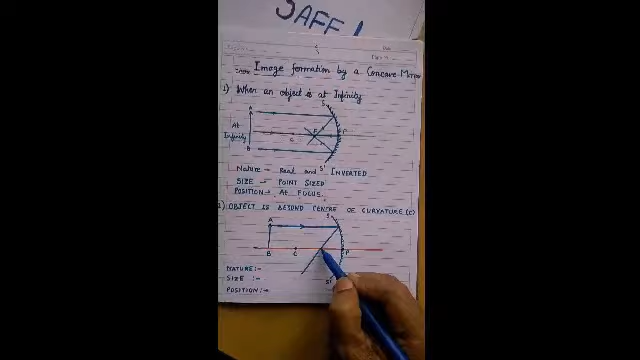 SAFF
Date
Image formation by a Concave Mirror
1) When an object is at Infinity
S
A
At
Infinity
C F P
B
S'
Nature:- Real and INVERTED
SIZE :- POINT SIZED
POSITION:- At FOCUS.
2) OBJECT IS BEYOND CENTRE OF CURVATURE (C)
S
A
B C P
S'
NATURE:-
SIZE :-
POSITION:-